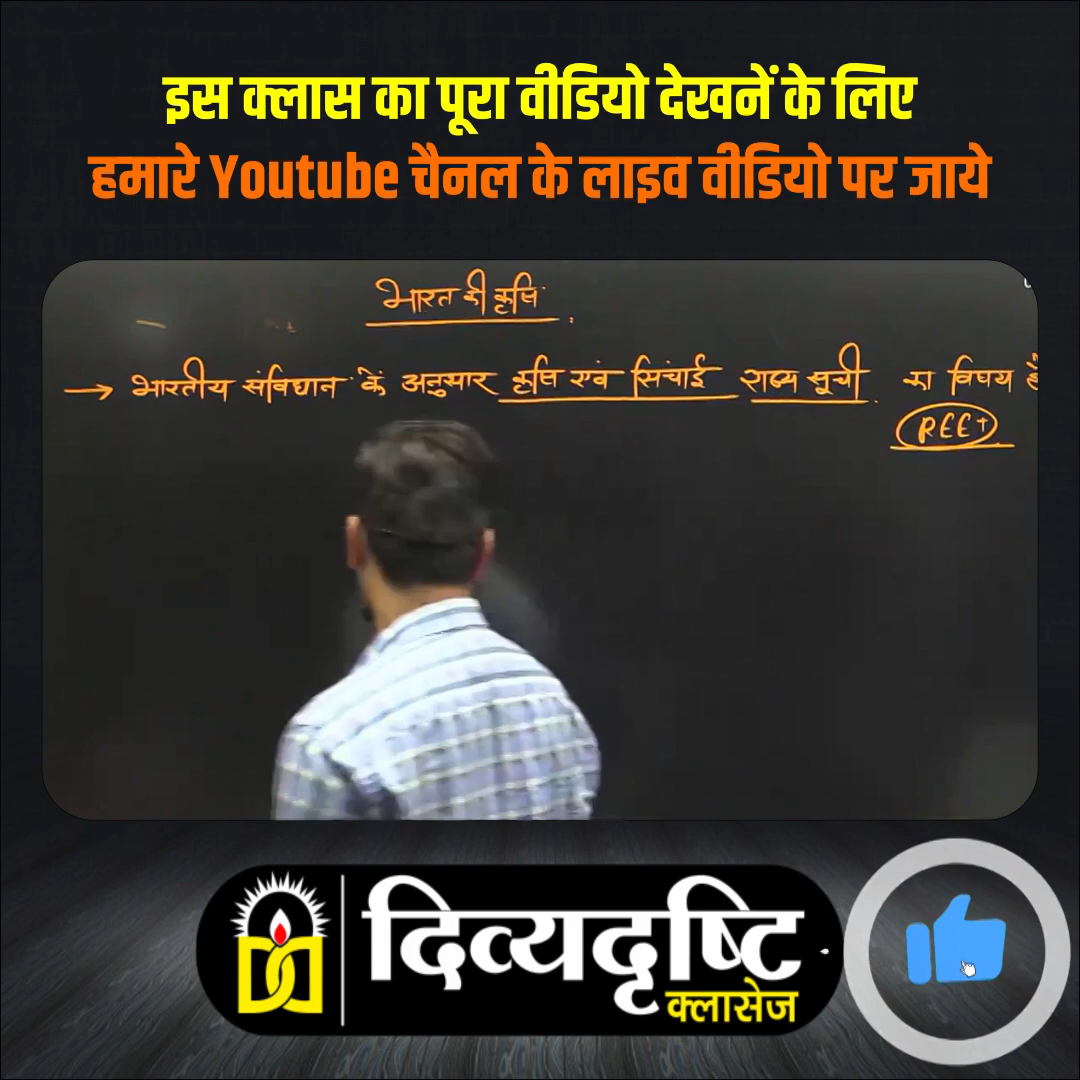 इस क्लास का पूरा वीडियो देखनें के लिए
हमारे Youtube चैनल के लाइव वीडियो पर जाये
भारत की कृषि
→ भारतीय संविधान के अनुसार कृषि एवं सिंचाई राज्य सूची का विषय है
REET
दिव्यदृष्टि
क्लासेज